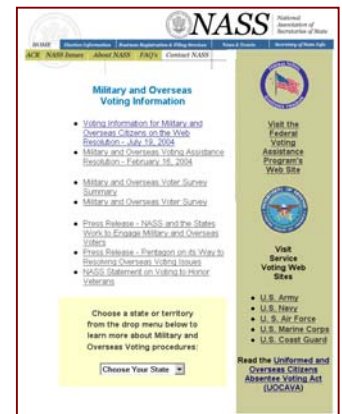 NASS
National
Association of
Secretaries of State
HOME Election Information Business Registration & Filing Services News & Events Secretary of State Info
ACR NASS Issues About NASS FAQ's Contact NASS
Military and Overseas
Voting Information
Voting Information for Military and
Overseas Citizens on the Web
Resolution - July 19, 2004
Military and Overseas Voting Assistance
Resolution - February 16, 2004
Military and Overseas Voter Survey
Summary
Military and Overseas Voter Survey
Press Release - NASS and the States
Work to Engage Military and Overseas
Voters
Press Release - Pentagon on its Way to
Resolving Overseas Voting Issues
NASS Statement on Voting to Honor
Veterans
Choose a state or territory
from the drop menu below to
learn more about Military and
Overseas Voting procedures:
Choose Your State
Visit the
Federal
Voting
Assistance
Program's
Web Site
Visit
Service
Voting Web
Sites
U.S. Army
U.S. Navy
U. S. Air Force
U.S. Marine Corps
U.S. Coast Guard
Read the Uniformed and
Overseas Citizens
Absentee Voting Act
(UOCAVA)